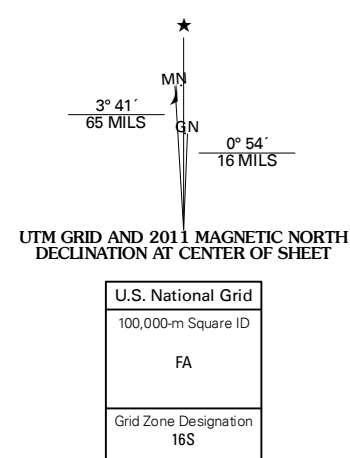 MN
3° 41´
65 MILS
GN
0° 54´
16 MILS
UTM GRID AND 2011 MAGNETIC NORTH
DECLINATION AT CENTER OF SHEET
U.S. National Grid
100,000-m Square ID
FA
Grid Zone Designation
16S